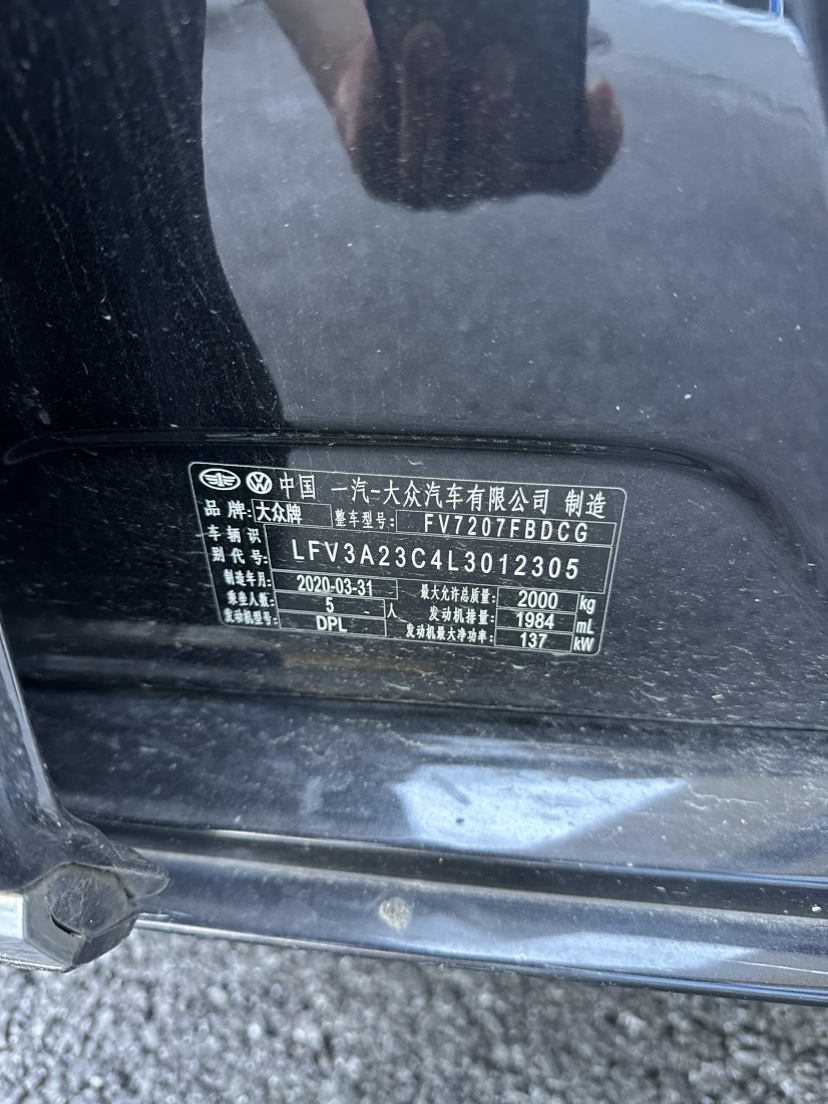 中国 一汽-大众汽车有限公司 制造
品牌: 大众牌 整车型号: FV7207FBDCG
车辆识别代号: LFV3A23C4L3012305
制造年月: 2020-03-31 最大允许总质量: 2000 kg
乘坐人数: 5 人 发动机排量: 1984 mL
发动机型号: DPL 发动机最大净功率: 137 kW